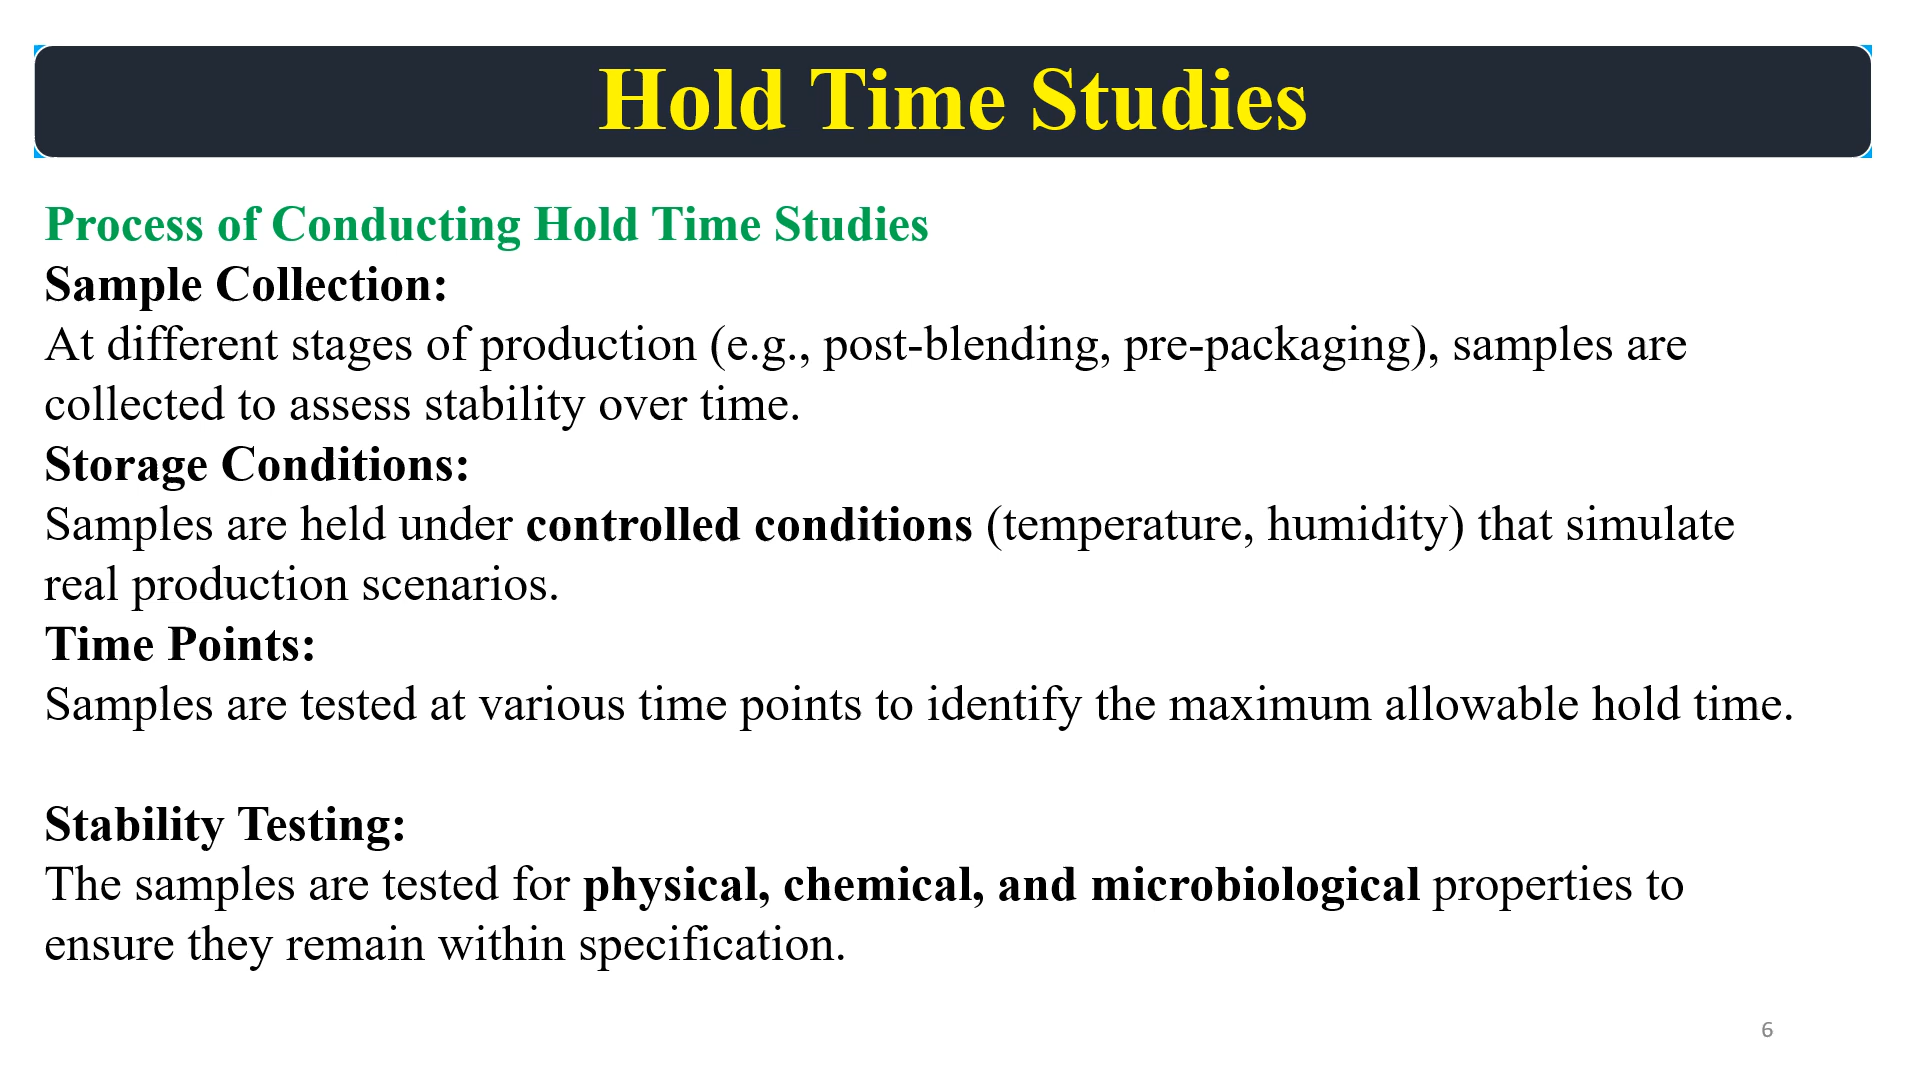 Hold Time Studies
Process of Conducting Hold Time Studies
Sample Collection:
At different stages of production (e.g., post-blending, pre-packaging), samples are
collected to assess stability over time.
Storage Conditions:
Samples are held under controlled conditions (temperature, humidity) that simulate
real production scenarios.
Time Points:
Samples are tested at various time points to identify the maximum allowable hold time.
Stability Testing:
The samples are tested for physical, chemical, and microbiological properties to
ensure they remain within specification.
6